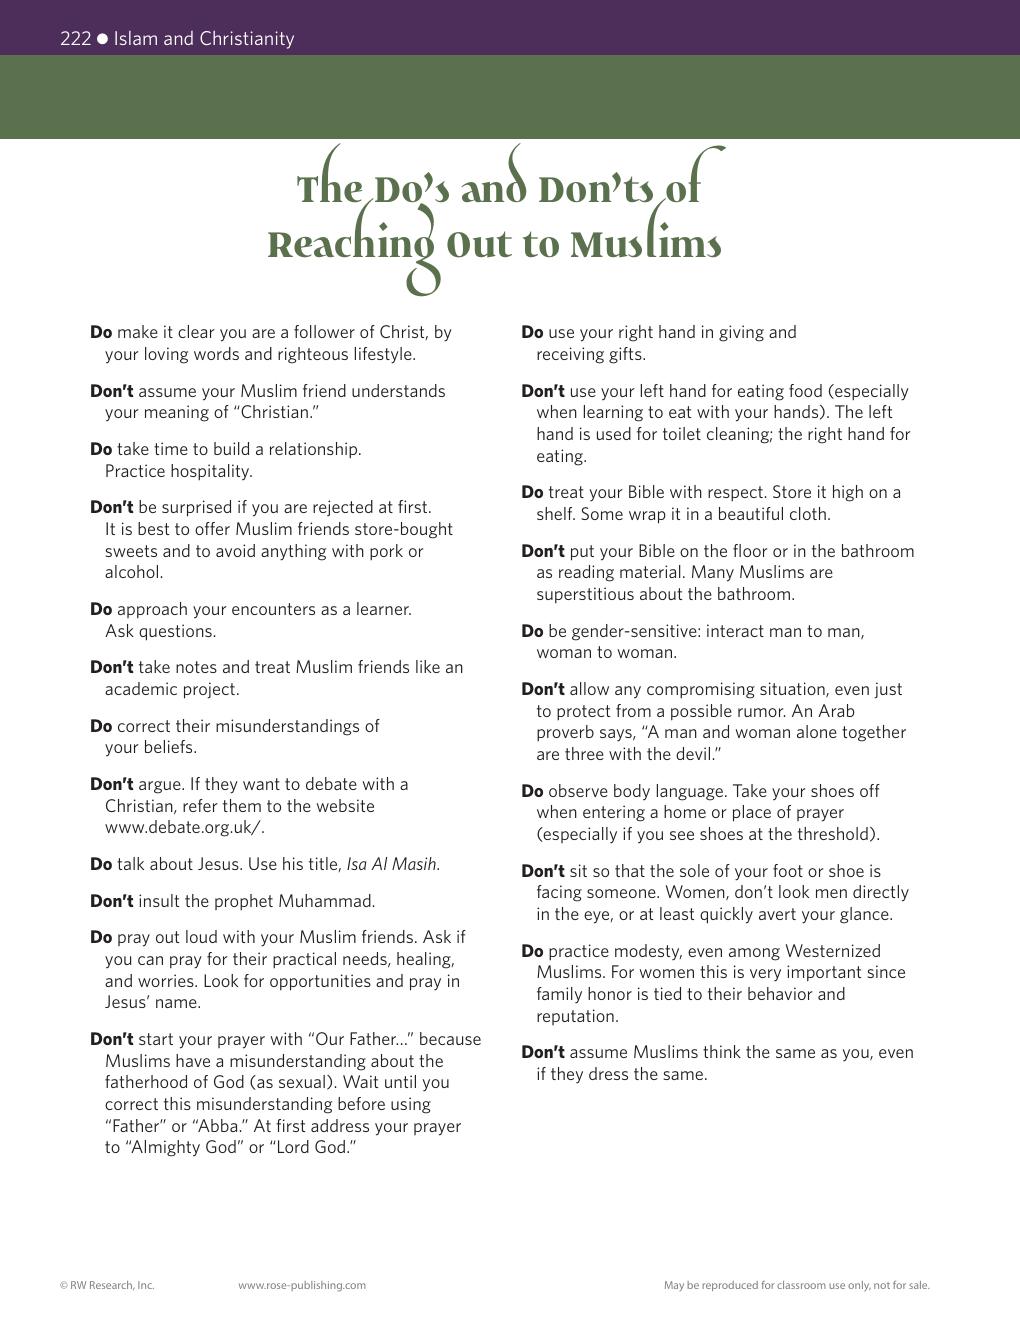 222 ● Islam and Christianity
The Do’s and Don’ts of
Reaching Out to Muslims
Do make it clear you are a follower of Christ, by
your loving words and righteous lifestyle.
Don’t assume your Muslim friend understands
your meaning of “Christian.”
Do take time to build a relationship.
Practice hospitality.
Don’t be surprised if you are rejected at first.
It is best to offer Muslim friends store-bought
sweets and to avoid anything with pork or
alcohol.
Do approach your encounters as a learner.
Ask questions.
Don’t take notes and treat Muslim friends like an
academic project.
Do correct their misunderstandings of
your beliefs.
Don’t argue. If they want to debate with a
Christian, refer them to the website
www.debate.org.uk/.
Do talk about Jesus. Use his title, Isa Al Masih.
Don’t insult the prophet Muhammad.
Do pray out loud with your Muslim friends. Ask if
you can pray for their practical needs, healing,
and worries. Look for opportunities and pray in
Jesus’ name.
Don’t start your prayer with “Our Father...” because
Muslims have a misunderstanding about the
fatherhood of God (as sexual). Wait until you
correct this misunderstanding before using
“Father” or “Abba.” At first address your prayer
to “Almighty God” or “Lord God.”
Do use your right hand in giving and
receiving gifts.
Don’t use your left hand for eating food (especially
when learning to eat with your hands). The left
hand is used for toilet cleaning; the right hand for
eating.
Do treat your Bible with respect. Store it high on a
shelf. Some wrap it in a beautiful cloth.
Don’t put your Bible on the floor or in the bathroom
as reading material. Many Muslims are
superstitious about the bathroom.
Do be gender-sensitive: interact man to man,
woman to woman.
Don’t allow any compromising situation, even just
to protect from a possible rumor. An Arab
proverb says, “A man and woman alone together
are three with the devil.”
Do observe body language. Take your shoes off
when entering a home or place of prayer
(especially if you see shoes at the threshold).
Don’t sit so that the sole of your foot or shoe is
facing someone. Women, don’t look men directly
in the eye, or at least quickly avert your glance.
Do practice modesty, even among Westernized
Muslims. For women this is very important since
family honor is tied to their behavior and
reputation.
Don’t assume Muslims think the same as you, even
if they dress the same.
© RW Research, Inc. www.rose-publishing.com May be reproduced for classroom use only, not for sale.